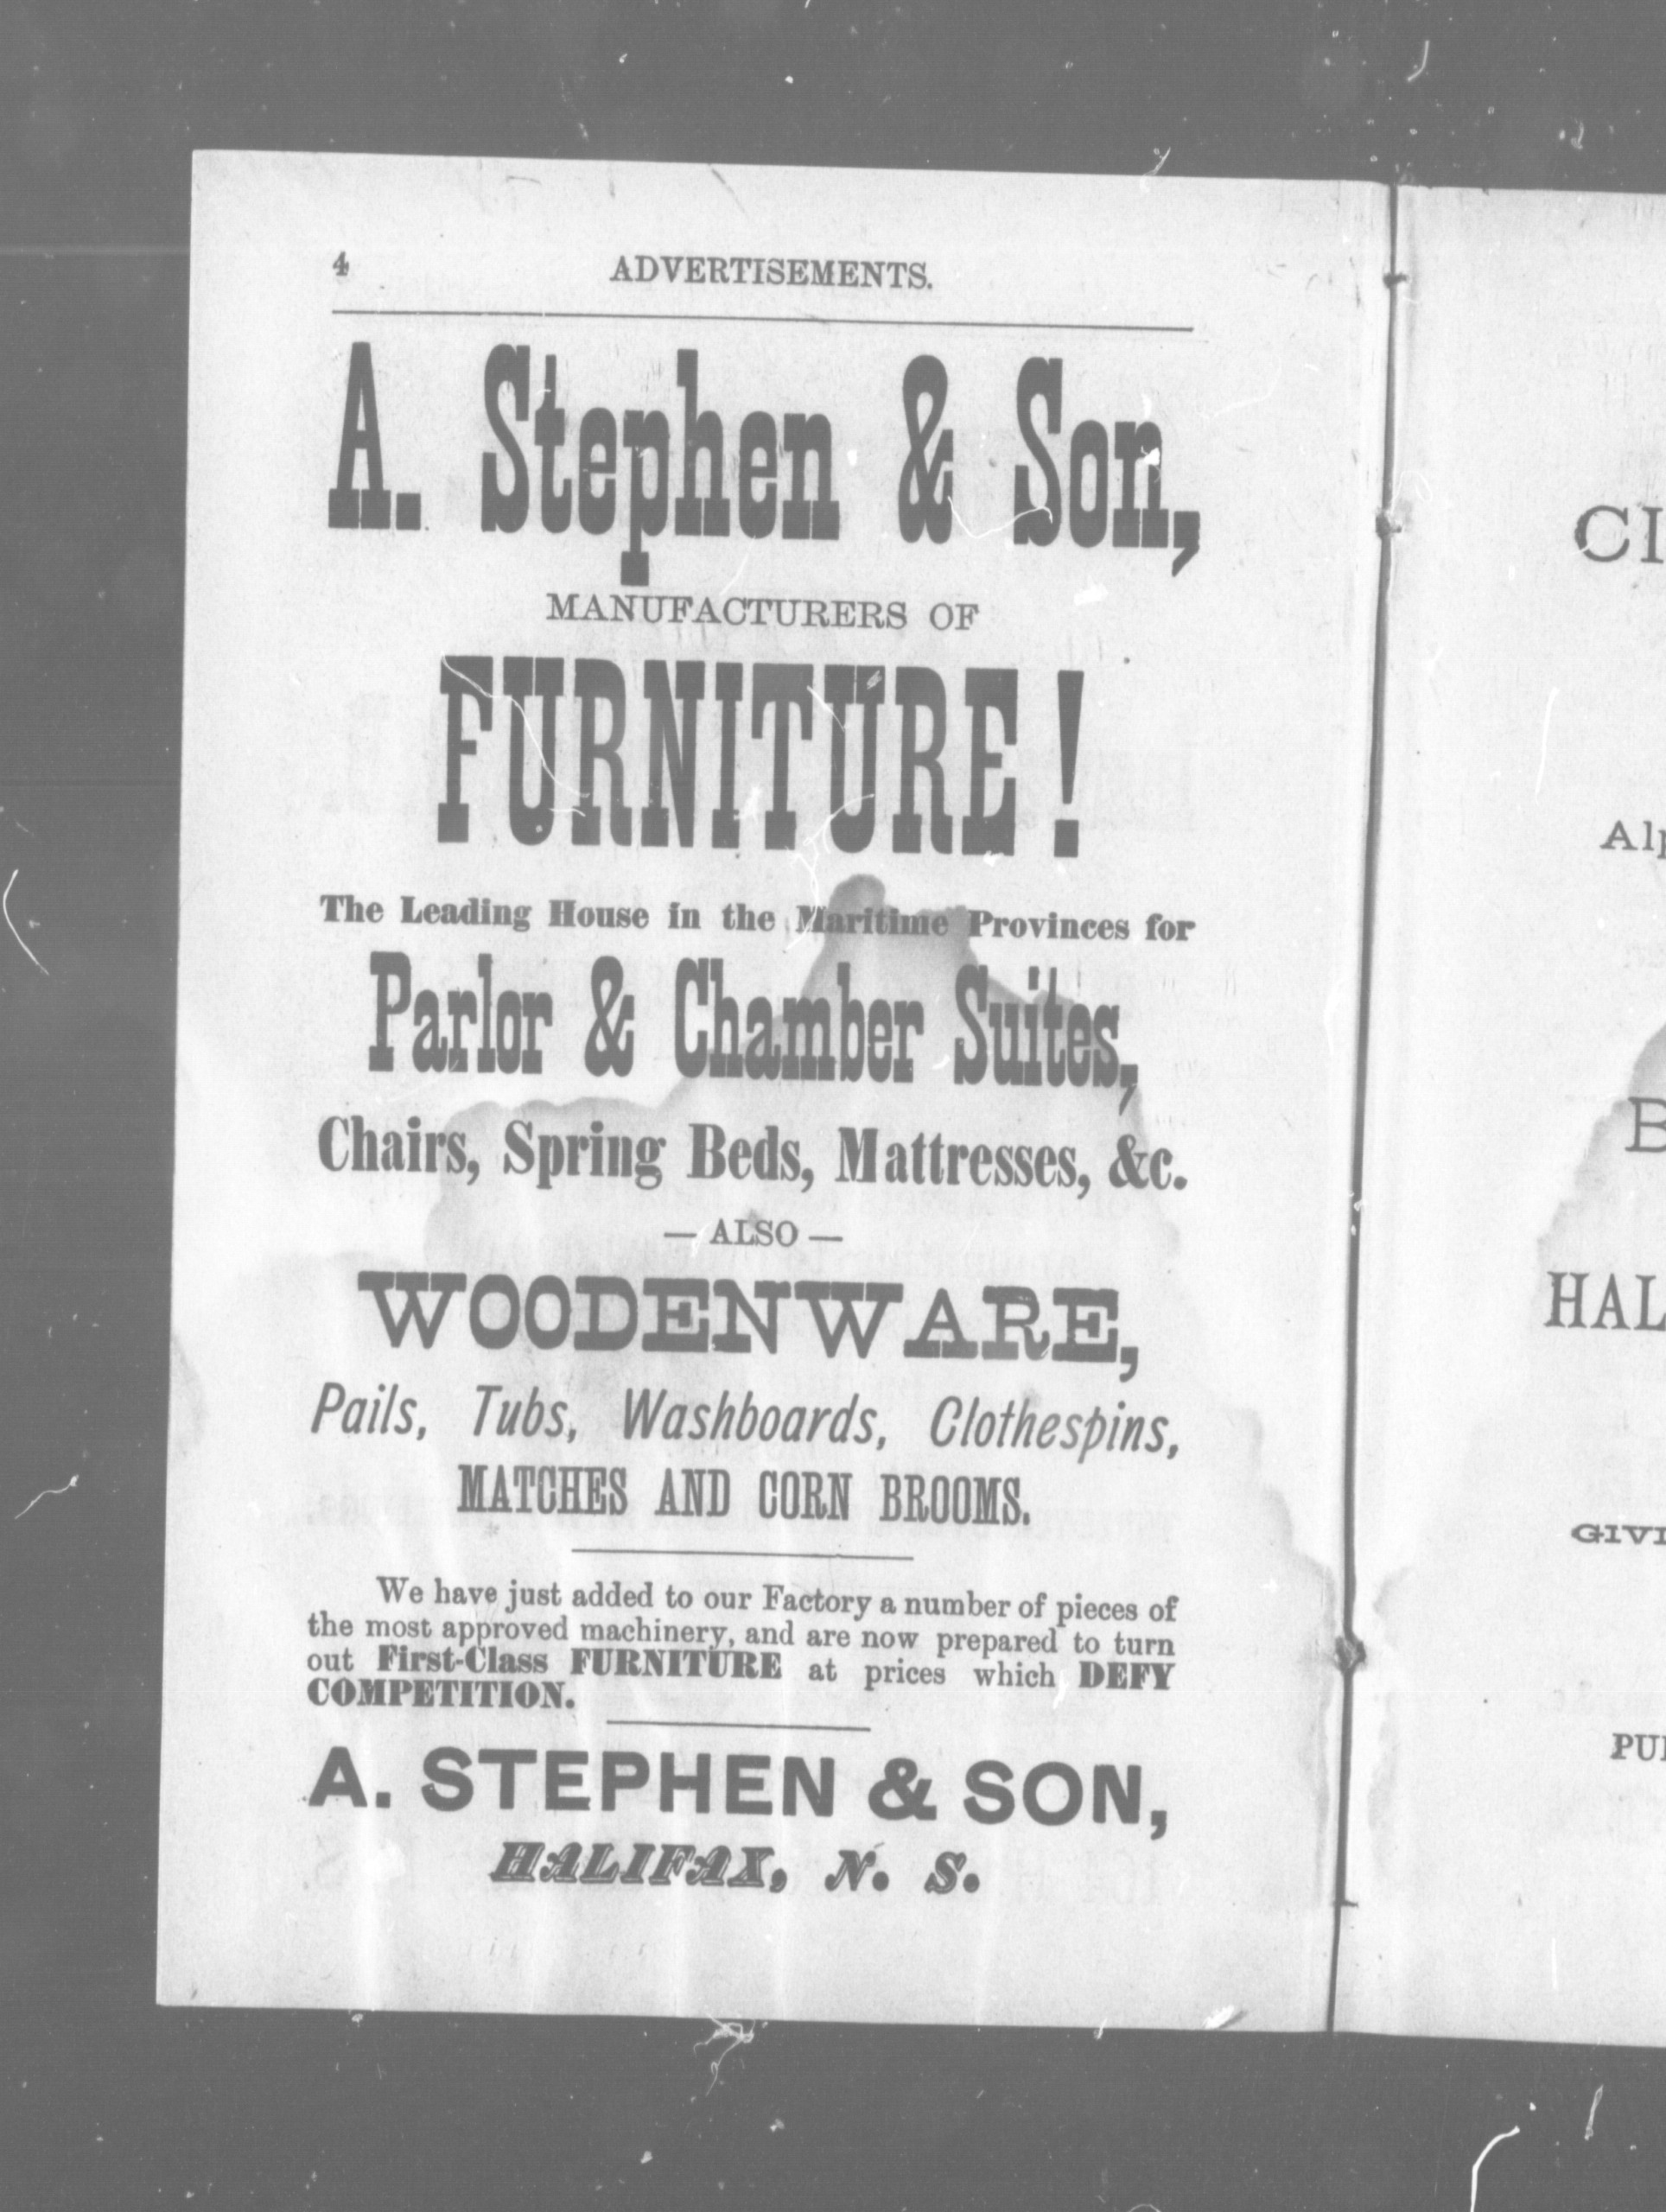 4 ADVERTISEMENTS.
A. Stephen & Son,
MANUFACTURERS OF
FURNITURE!
The Leading House in the Maritime Provinces for
Parlor & Chamber Suites,
Chairs, Spring Beds, Mattresses, &c.
— ALSO —
WOODENWARE,
Pails, Tubs, Washboards, Clothespins,
MATCHES AND CORN BROOMS.
We have just added to our Factory a number of pieces of
the most approved machinery, and are now prepared to turn
out First-Class FURNITURE at prices which DEFY
COMPETITION.
A. STEPHEN & SON,
HALIFAX, N. S.